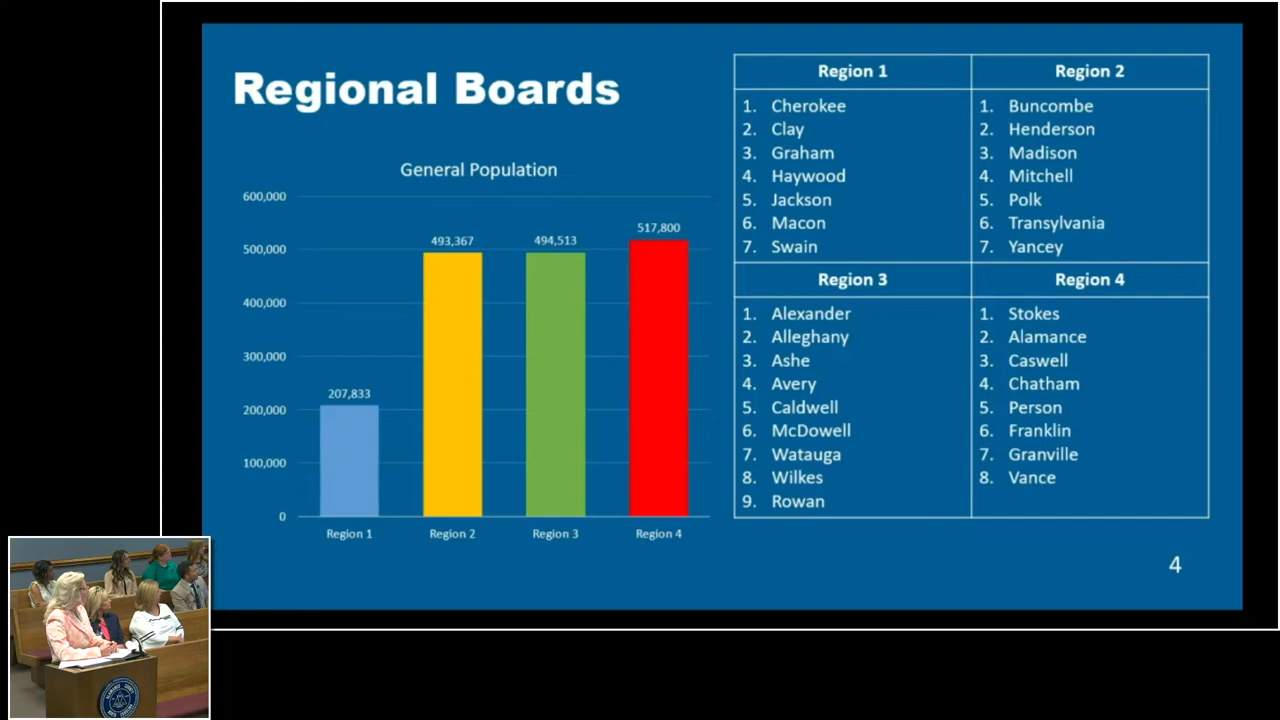 Regional Boards
General Population
600,000
500,000
400,000
300,000
200,000
100,000
0
207,833
493,367
494,513
517,800
Region 1
Region 2
Region 3
Region 4
Region 1
1. Cherokee
2. Clay
3. Graham
4. Haywood
5. Jackson
6. Macon
7. Swain
Region 2
1. Buncombe
2. Henderson
3. Madison
4. Mitchell
5. Polk
6. Transylvania
7. Yancey
Region 3
1. Alexander
2. Alleghany
3. Ashe
4. Avery
5. Caldwell
6. McDowell
7. Watauga
8. Wilkes
9. Rowan
Region 4
1. Stokes
2. Alamance
3. Caswell
4. Chatham
5. Person
6. Franklin
7. Granville
8. Vance
4